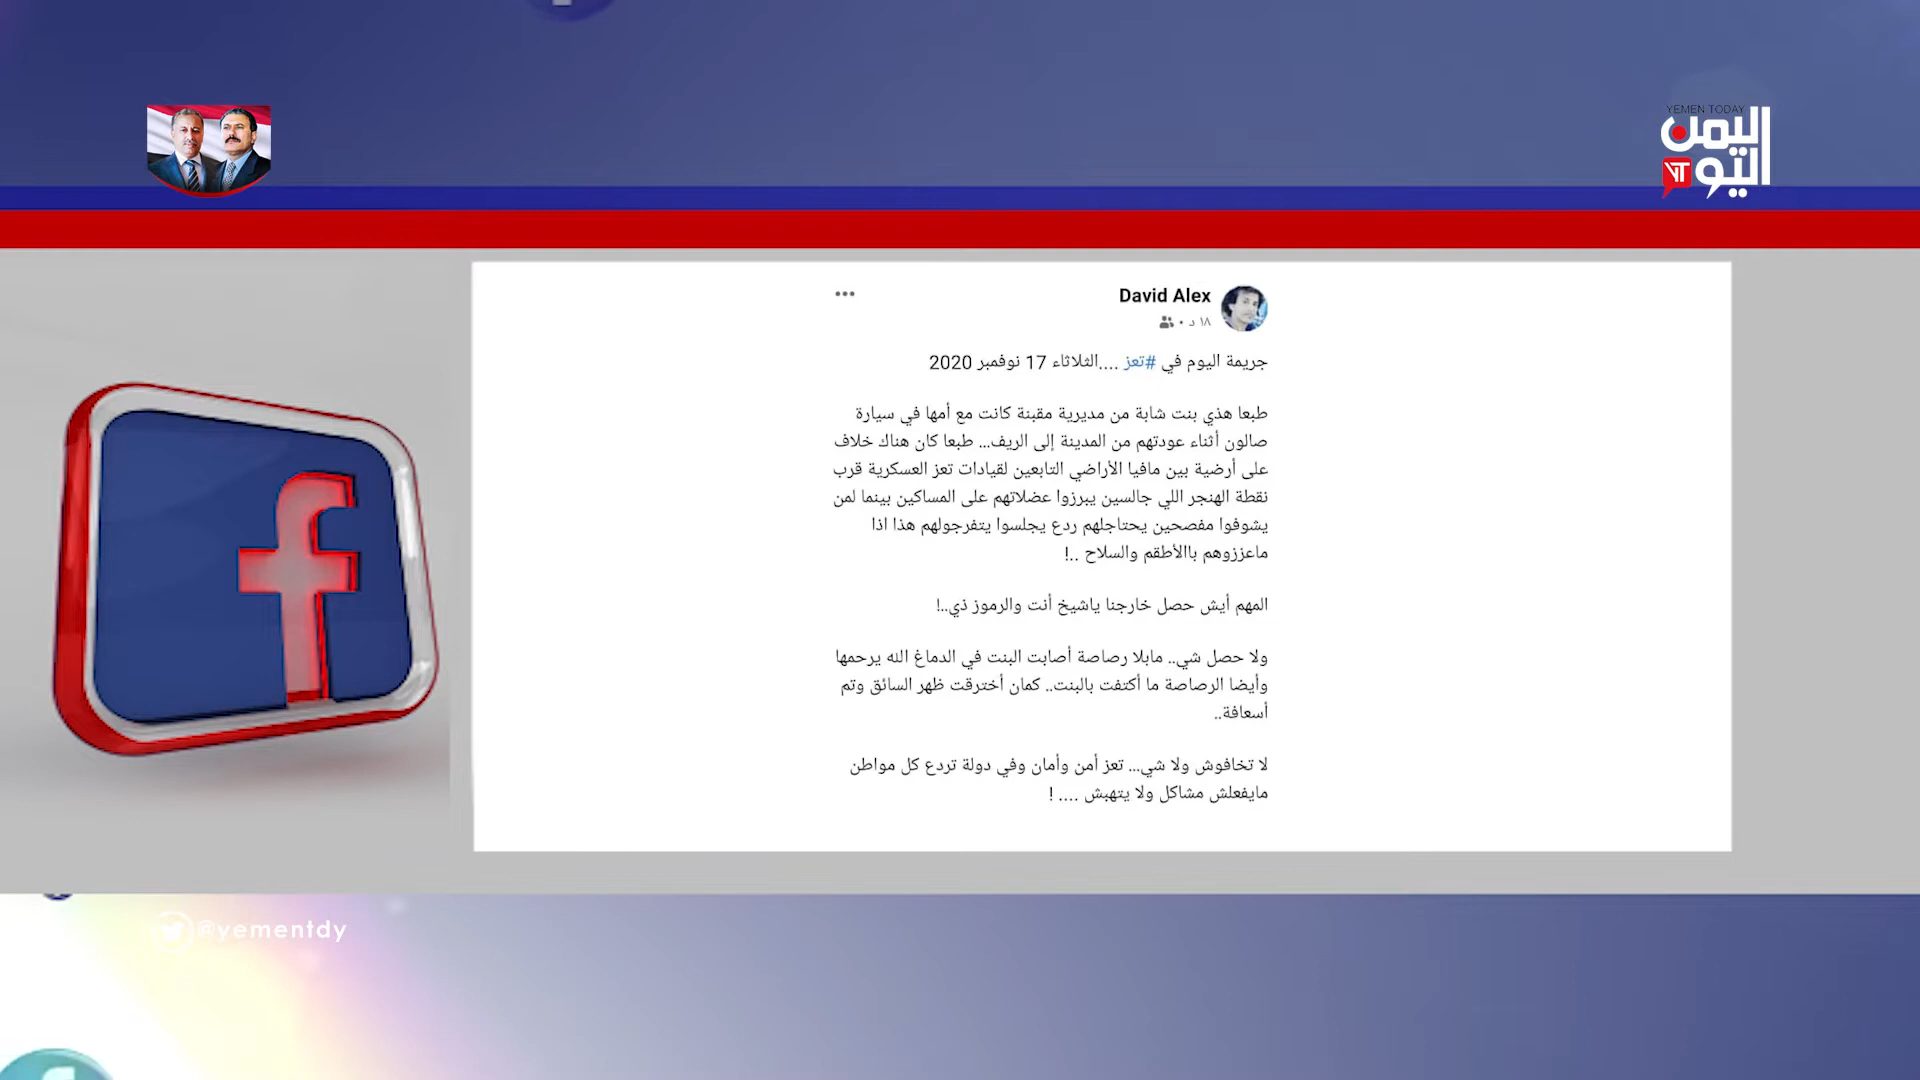 YEMEN TODAY
اليمن
اليوم
YT
David Alex
١٨ د
جريمة اليوم في #تعز ....الثلاثاء 17 نوفمبر 2020
طبعا هذي بنت شابة من مديرية مقبنة كانت مع أمها في سيارة
صالون أثناء عودتهم من المدينة إلى الريف... طبعا كان هناك خلاف
على أرضية بين مافيا الأراضي التابعين لقيادات تعز العسكرية قرب
نقطة الهنجر اللي جالسين يبرزوا عضلاتهم على المساكين بينما لمن
يشوفوا مفصحين يحتاجلهم ردع يجلسوا يتفرجولهم هذا اذا
ماعززوهم باالأطقم والسلاح ..!
المهم أيش حصل خارجنا ياشيخ أنت والرموز ذي..!
ولا حصل شي.. مابلا رصاصة أصابت البنت في الدماغ الله يرحمها
وأيضا الرصاصة ما أكتفت بالبنت.. كمان أخترقت ظهر السائق وتم
أسعافة..
لا تخافوش ولا شي... تعز أمن وأمان وفي دولة تردع كل مواطن
مايفعلش مشاكل ولا يتهبش .... !
@yementdy